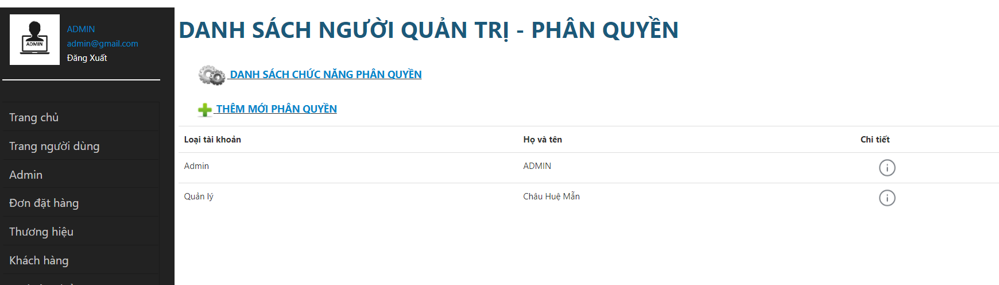 ADMIN
ADMIN
admin@gmail.com
Đăng Xuất
Trang chủ
Trang người dùng
Admin
Đơn đặt hàng
Thương hiệu
Khách hàng
DANH SÁCH NGƯỜI QUẢN TRỊ - PHÂN QUYỀN
DANH SÁCH CHỨC NĂNG PHÂN QUYỀN
THÊM MỚI PHÂN QUYỀN
Loại tài khoản Họ và tên Chi tiết
Admin ADMIN
Quản lý Châu Huệ Mẫn